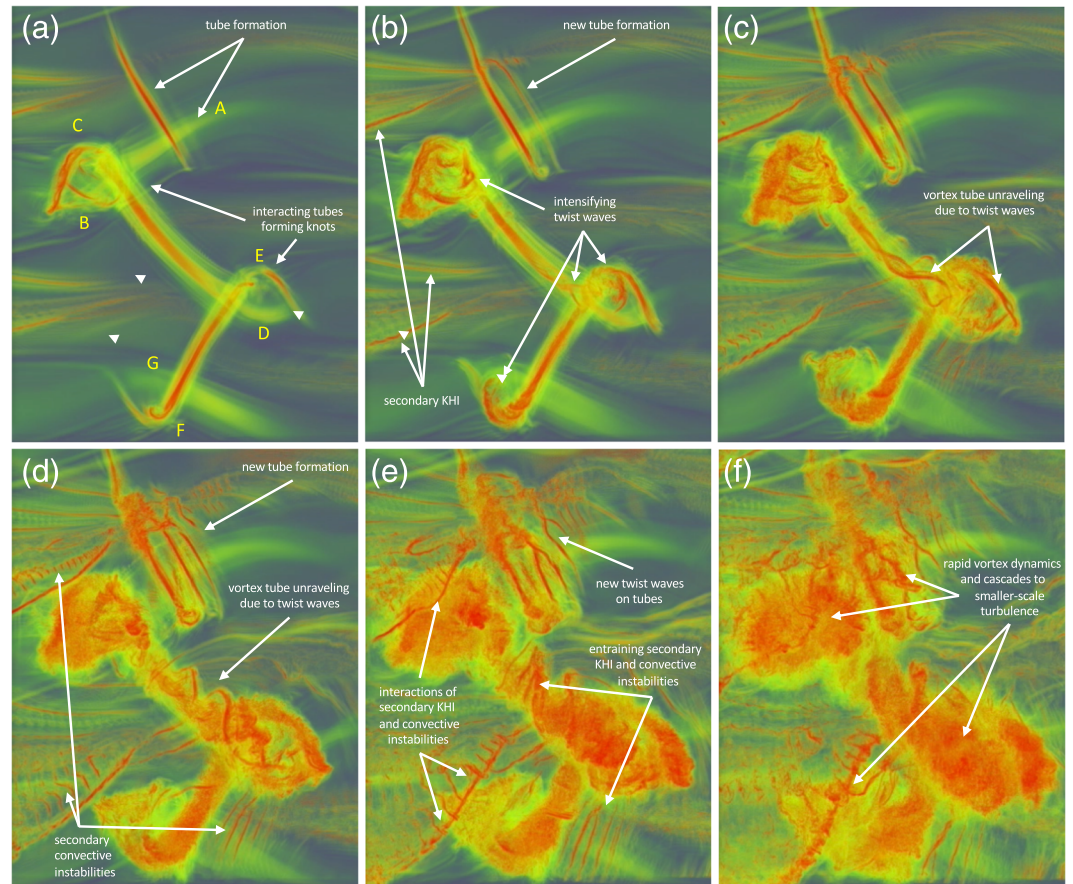 (a)
tube formation
A
C
B
interacting tubes
forming knots
E
D
G
F
(b)
new tube formation
intensifying
twist waves
secondary KHI
(c)
vortex tube unraveling
due to twist waves
(d)
new tube formation
vortex tube unraveling
due to twist waves
secondary
convective
instabilities
(e)
new twist waves
on tubes
entraining secondary
KHI and convective
instabilities
interactions of
secondary KHI
and convective
instabilities
(f)
rapid vortex dynamics
and cascades to
smaller-scale
turbulence